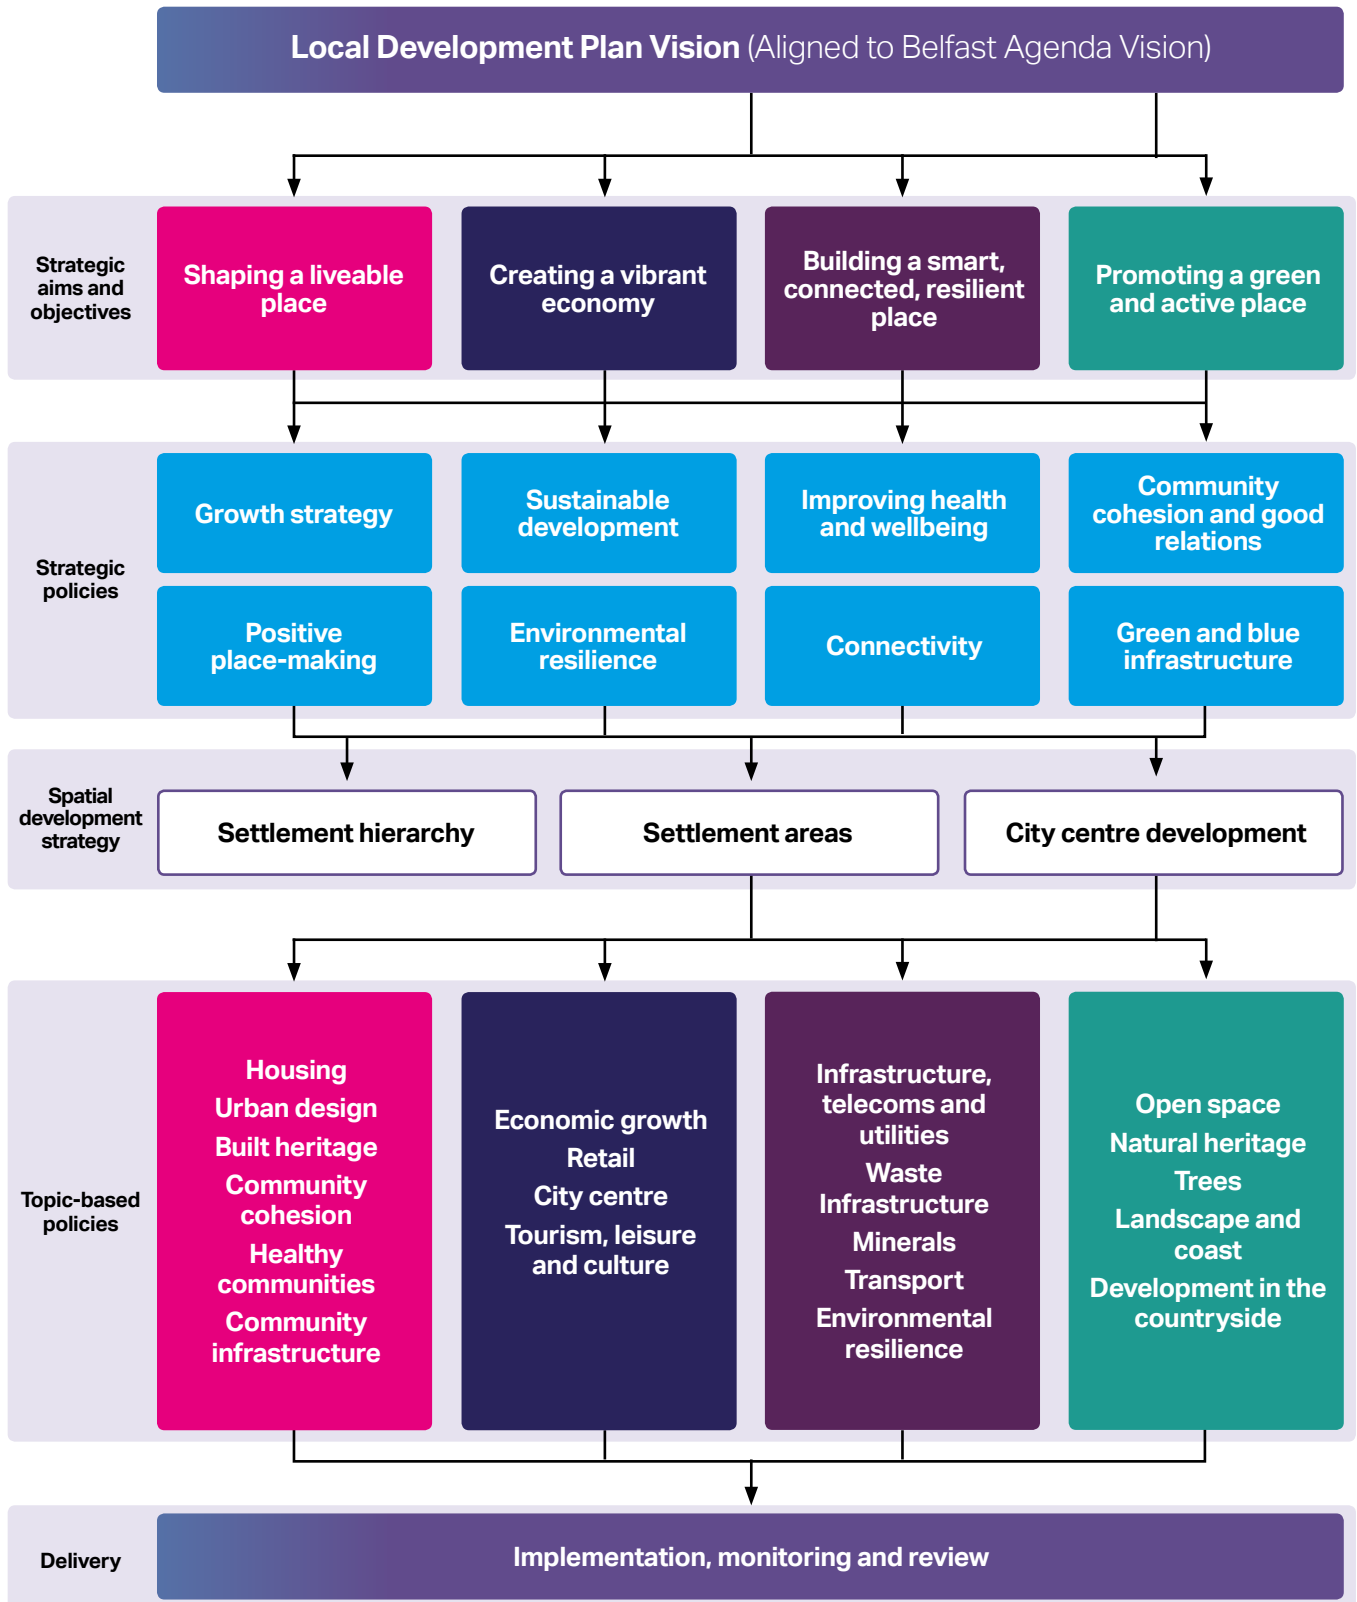 Local Development Plan Vision (Aligned to Belfast Agenda Vision)
Strategic
aims and
objectives
Shaping a liveable
place
Creating a vibrant
economy
Building a smart,
connected, resilient
place
Promoting a green
and active place
Strategic
policies
Growth strategy
Sustainable
development
Improving health
and wellbeing
Community
cohesion and good
relations
Positive
place-making
Environmental
resilience
Connectivity
Green and blue
infrastructure
Spatial
development
strategy
Settlement hierarchy
Settlement areas
City centre development
Topic-based
policies
Housing
Urban design
Built heritage
Community
cohesion
Healthy
communities
Community
infrastructure
Economic growth
Retail
City centre
Tourism, leisure
and culture
Infrastructure,
telecoms and
utilities
Waste
Infrastructure
Minerals
Transport
Environmental
resilience
Open space
Natural heritage
Trees
Landscape and
coast
Development in the
countryside
Delivery
Implementation, monitoring and review